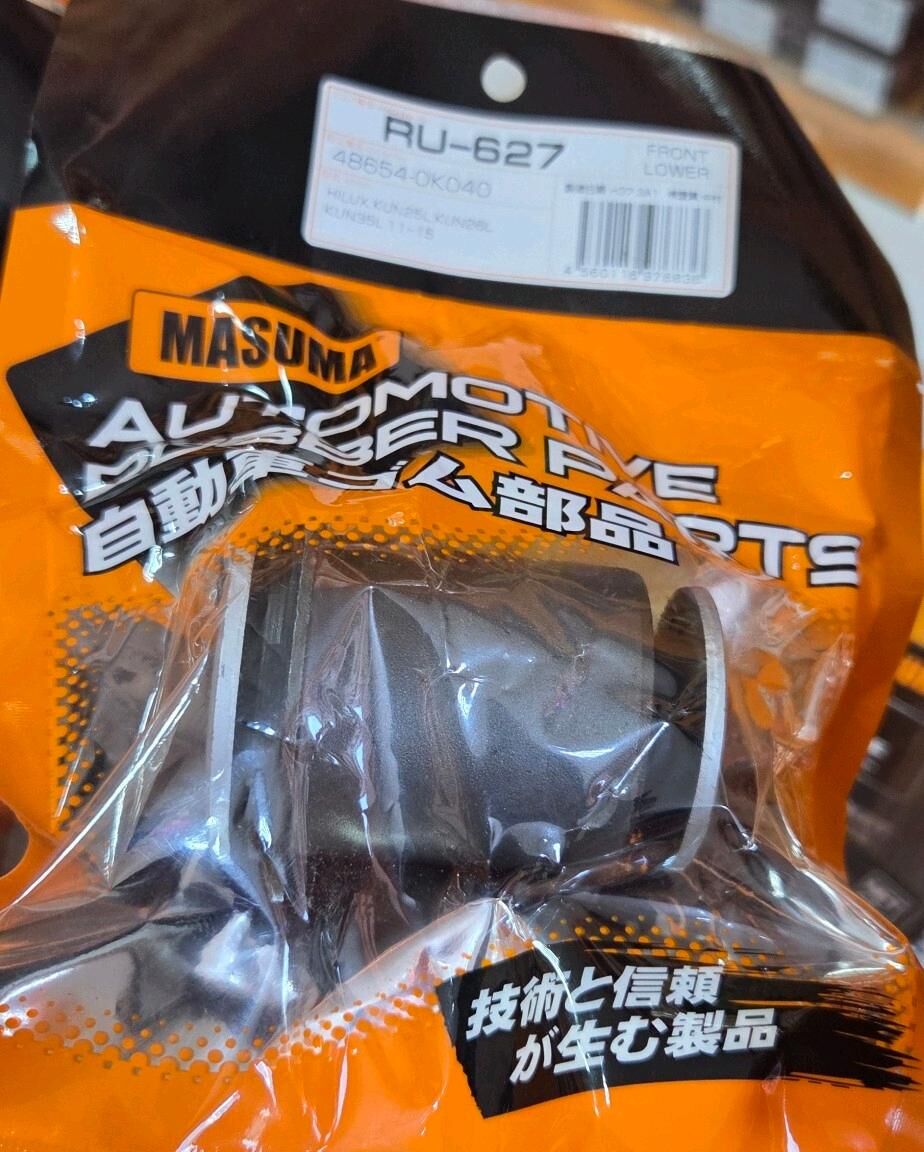 RU-627
FRONT
LOWER
48654-0K040
HILUX KUN25L KUN26L
KUN35L 11-15
MASUMA
AUTOMOTIVE
RUBBER PARTS
自動車ゴム部品
技術と信頼
が生む製品